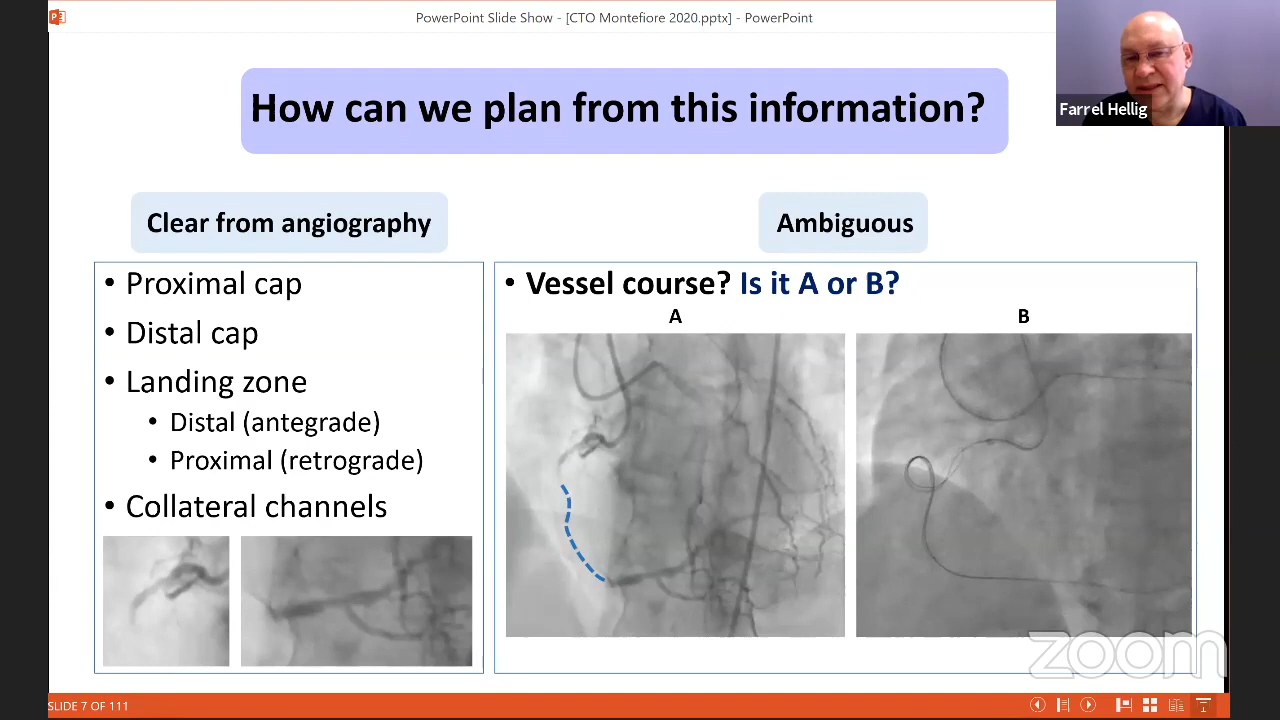 PowerPoint Slide Show - [CTO Montefiore 2020.pptx] - PowerPoint
Farrel Hellig
How can we plan from this information?
Clear from angiography
• Proximal cap
• Distal cap
• Landing zone
• Distal (antegrade)
• Proximal (retrograde)
• Collateral channels
Ambiguous
• Vessel course? Is it A or B?
A
B
zoom
SLIDE 7 OF 111